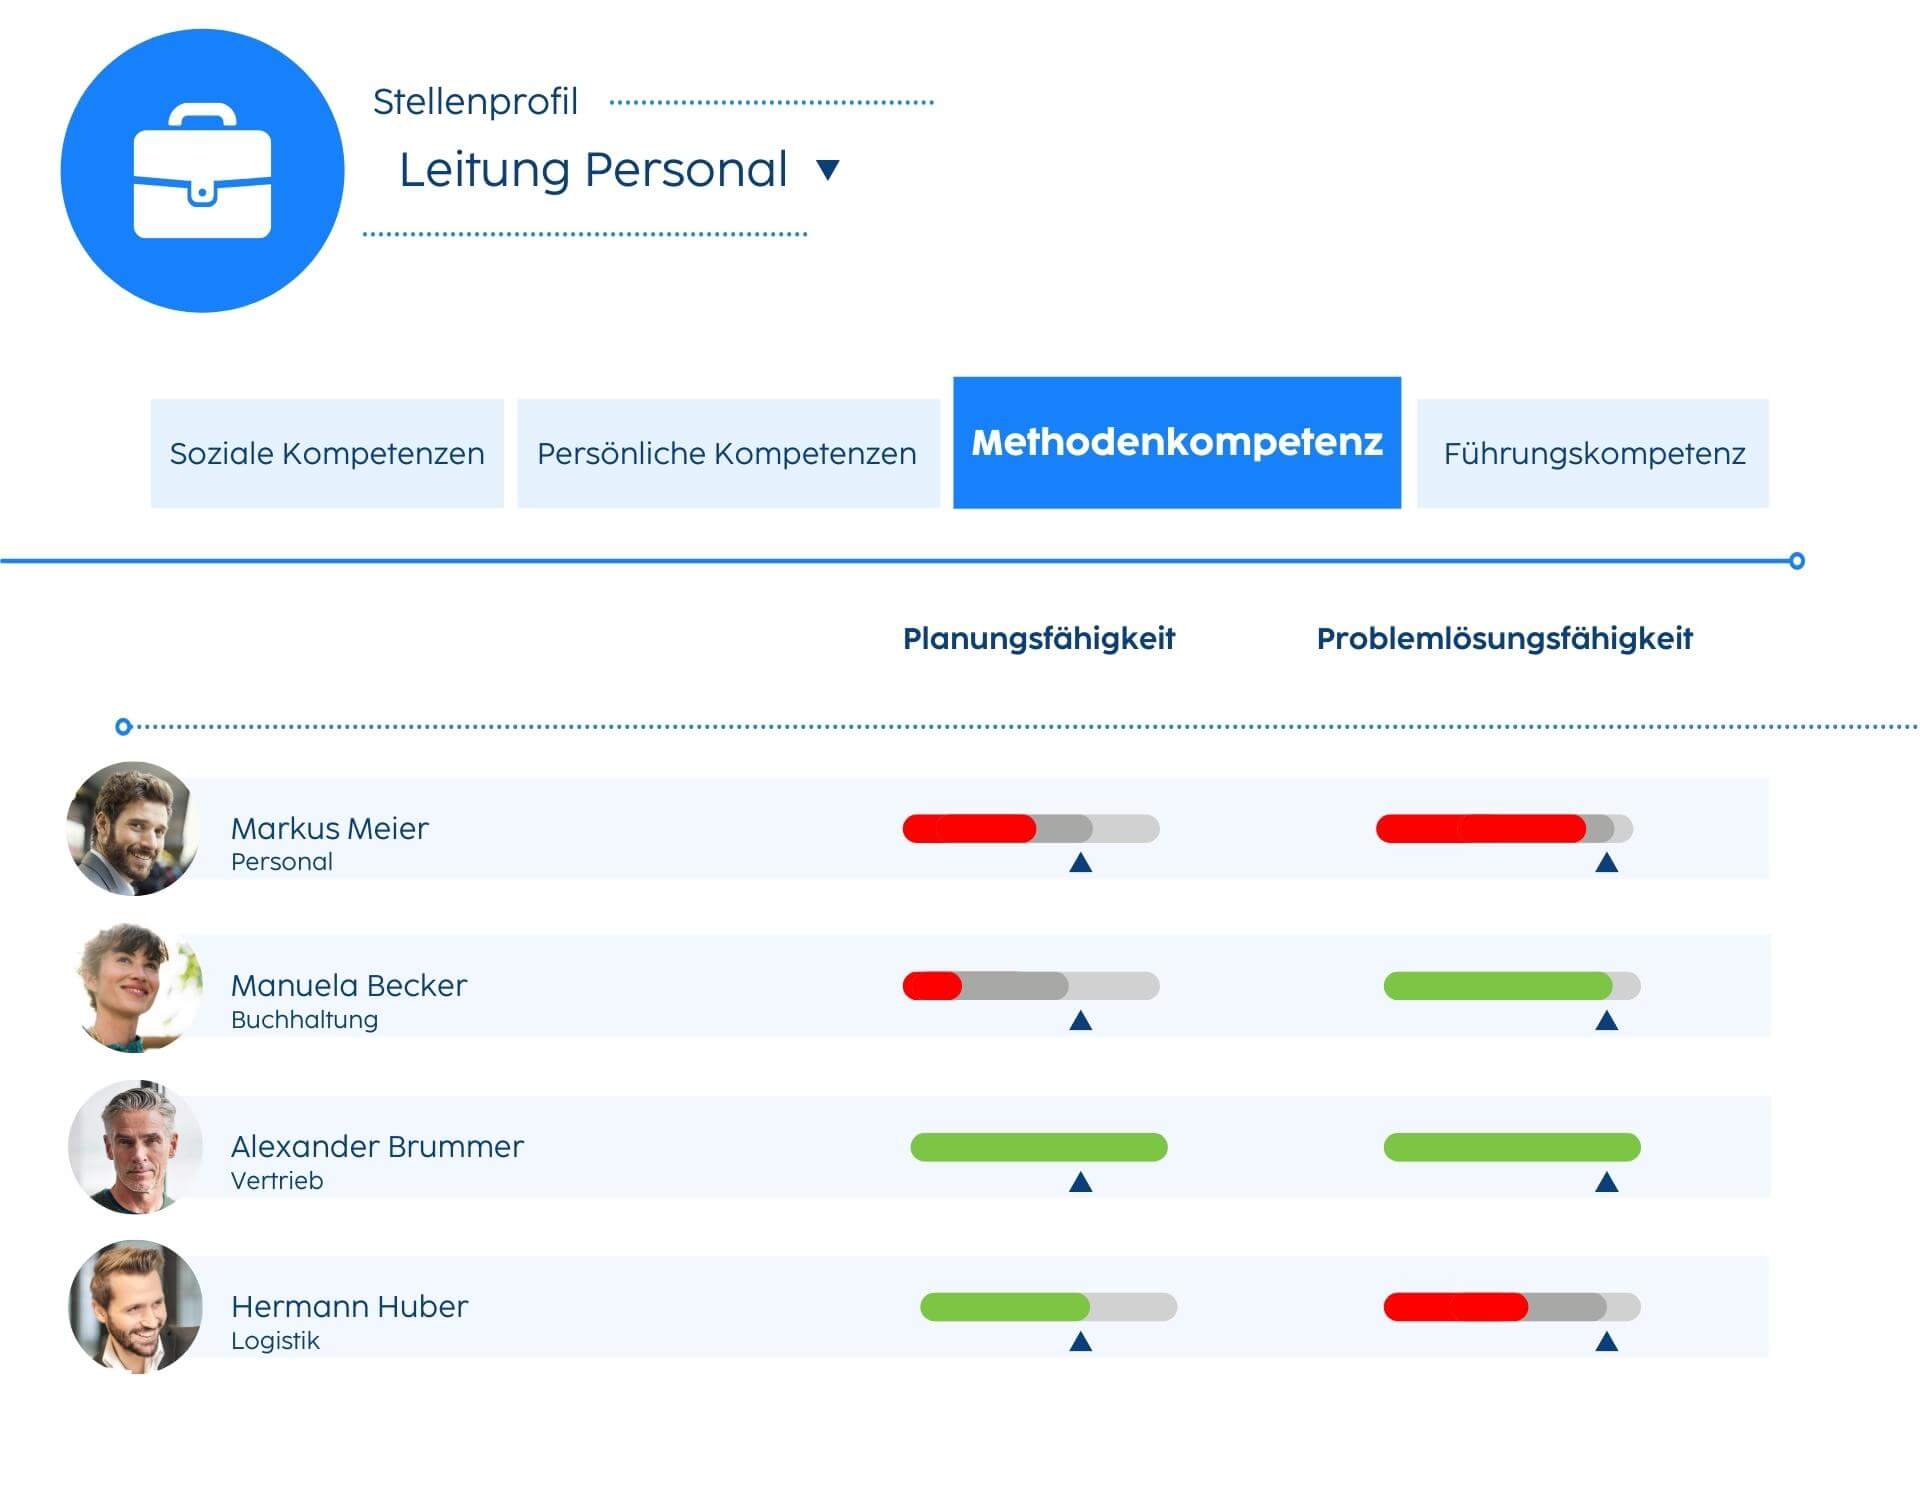 Stellenprofil
Leitung Personal
Soziale Kompetenzen
Persönliche Kompetenzen
Methodenkompetenz
Führungskompetenz
Planungsfähigkeit
Problemlösungsfähigkeit
Markus Meier
Personal
Manuela Becker
Buchhaltung
Alexander Brummer
Vertrieb
Hermann Huber
Logistik